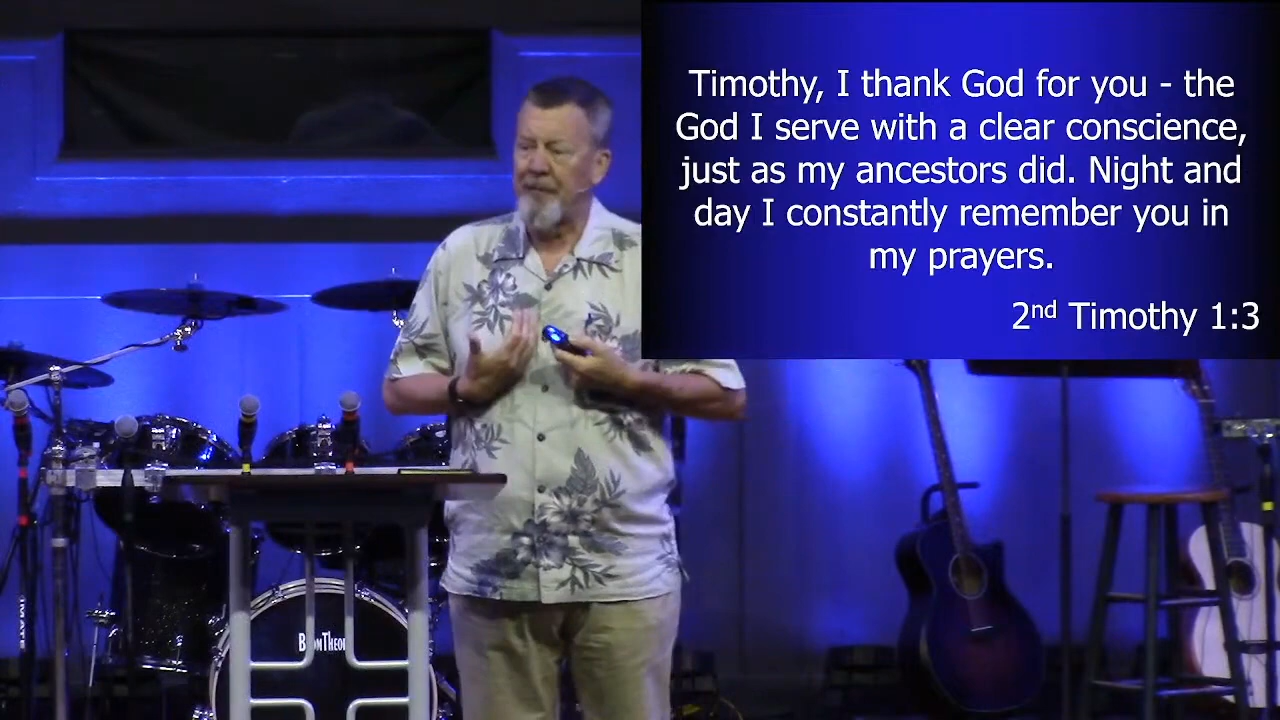 Timothy, I thank God for you - the
God I serve with a clear conscience,
just as my ancestors did. Night and
day I constantly remember you in
my prayers.
2nd Timothy 1:3